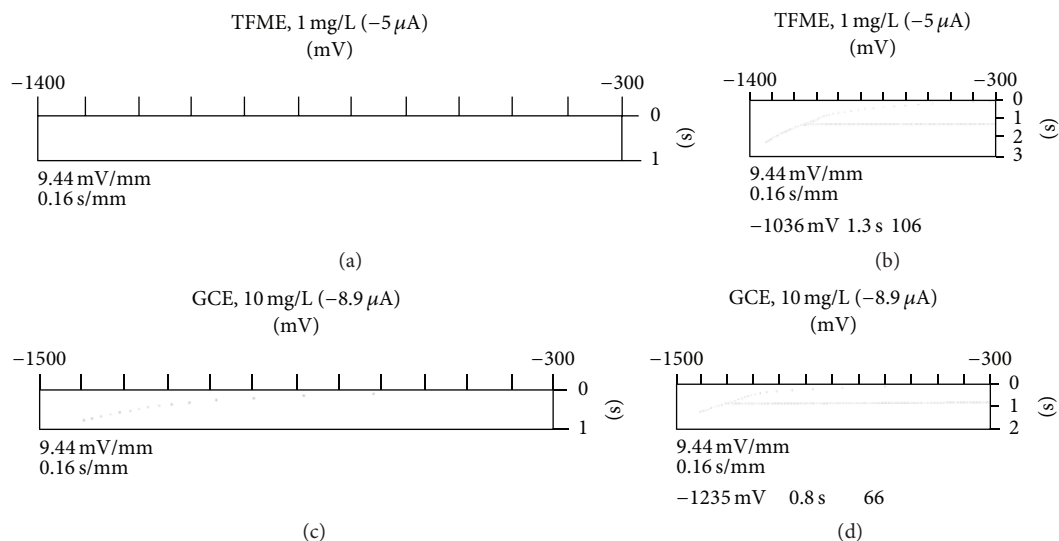 TFME, 1 mg/L (−5 μA)
(mV)
−1400
−300
0
1
(s)
9.44 mV/mm
0.16 s/mm
(a)
TFME, 1 mg/L (−5 μA)
(mV)
−1400
−300
0
1
2
3
(s)
9.44 mV/mm
0.16 s/mm
−1036 mV 1.3 s 106
(b)
GCE, 10 mg/L (−8.9 μA)
(mV)
−1500
−300
0
1
(s)
9.44 mV/mm
0.16 s/mm
(c)
GCE, 10 mg/L (−8.9 μA)
(mV)
−1500
−300
0
1
2
(s)
9.44 mV/mm
0.16 s/mm
−1235 mV 0.8 s 66
(d)